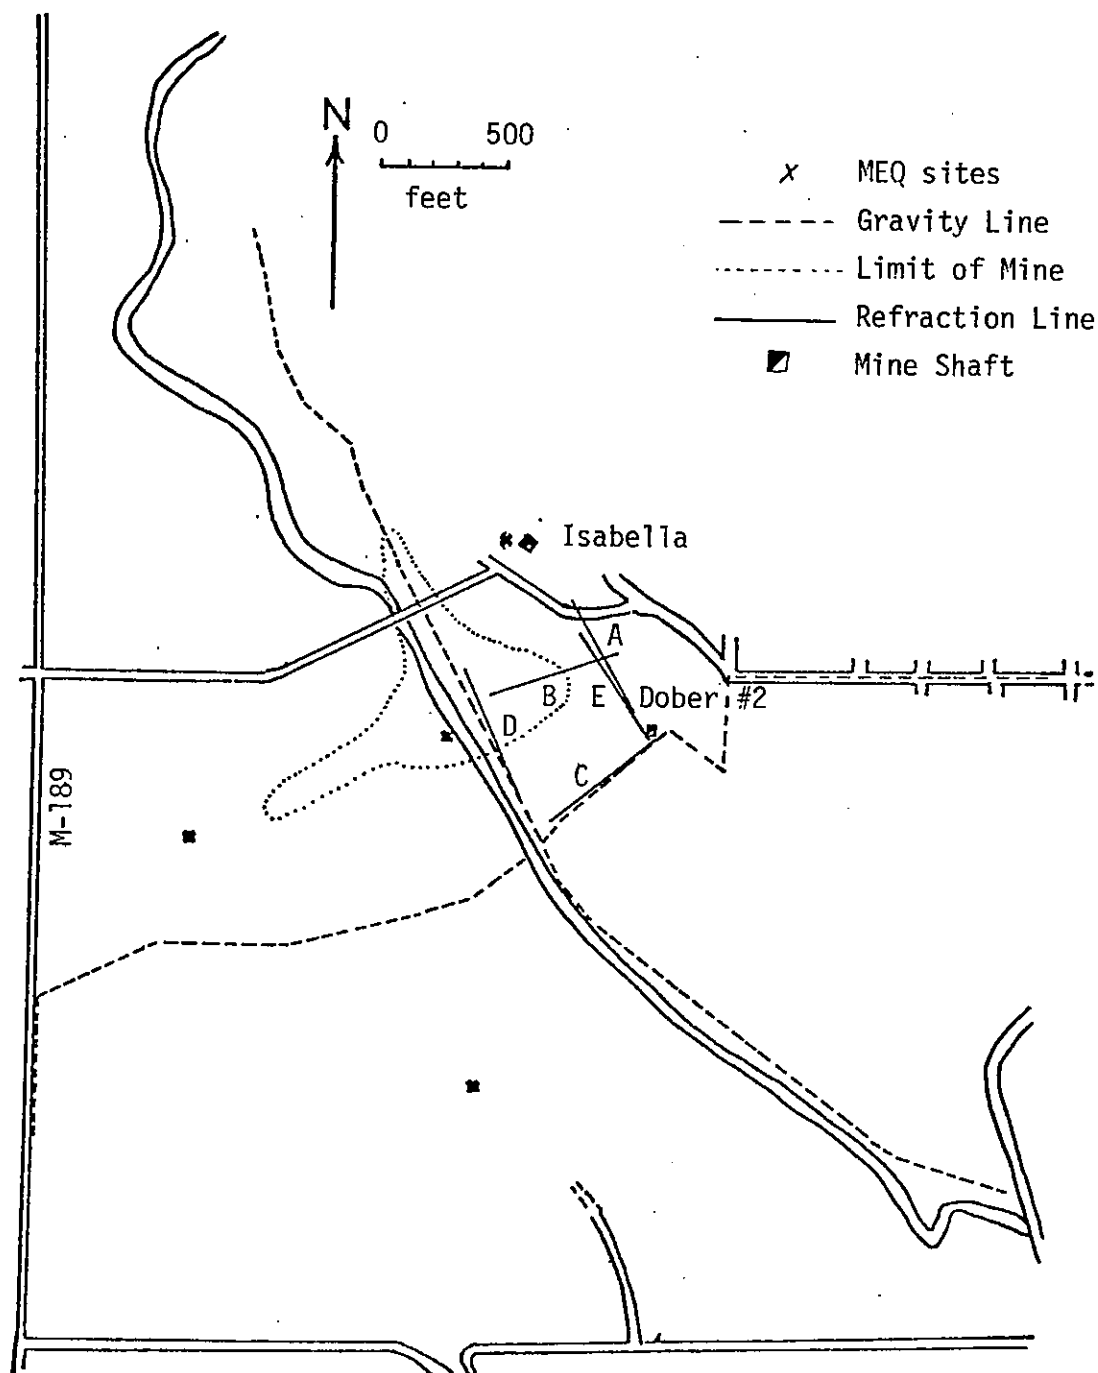 N
0 500
feet
x MEQ sites
Gravity Line
Limit of Mine
Refraction Line
Mine Shaft
Isabella
A
B
E
Dober #2
D
C
M-189